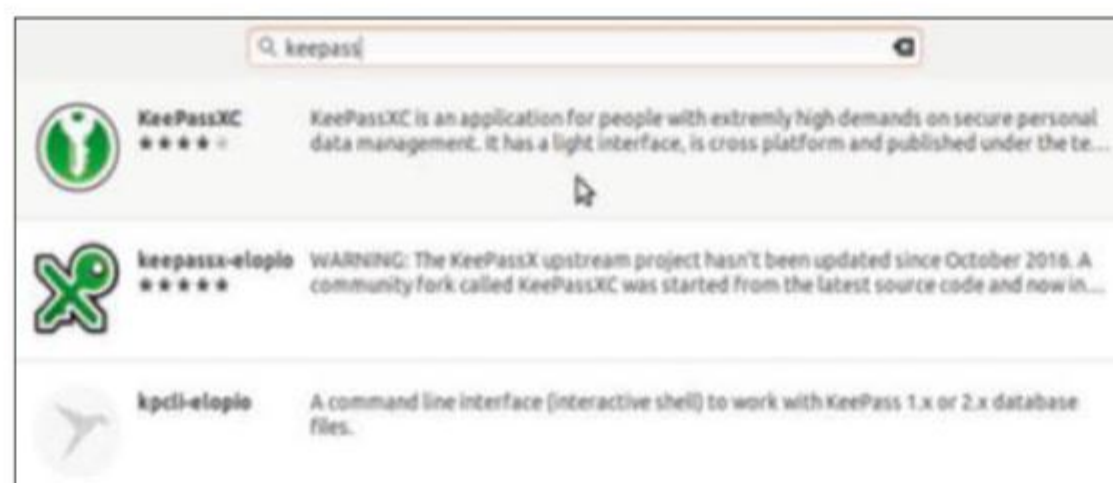 keepass
KeePassXC
KeePassXC is an application for people with extremly high demands on secure personal
data management. It has a light interface, is cross platform and published under the te...
keepassx-elopio
WARNING: The KeePassX upstream project hasn't been updated since October 2016. A
community fork called KeePassXC was started from the latest source code and now in...
kpcli-elopio
A command line interface (interactive shell) to work with KeePass 1.x or 2.x database
files.